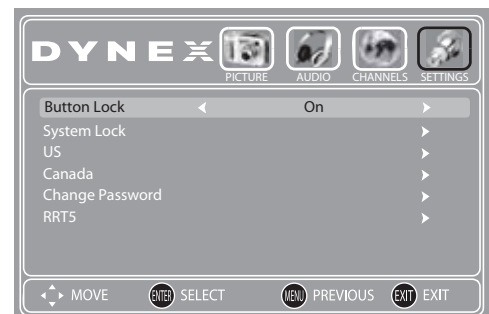 DYNEX
PICTURE AUDIO CHANNELS SETTINGS
Button Lock On
System Lock
US
Canada
Change Password
RRT5
MOVE ENTER SELECT MENU PREVIOUS EXIT EXIT